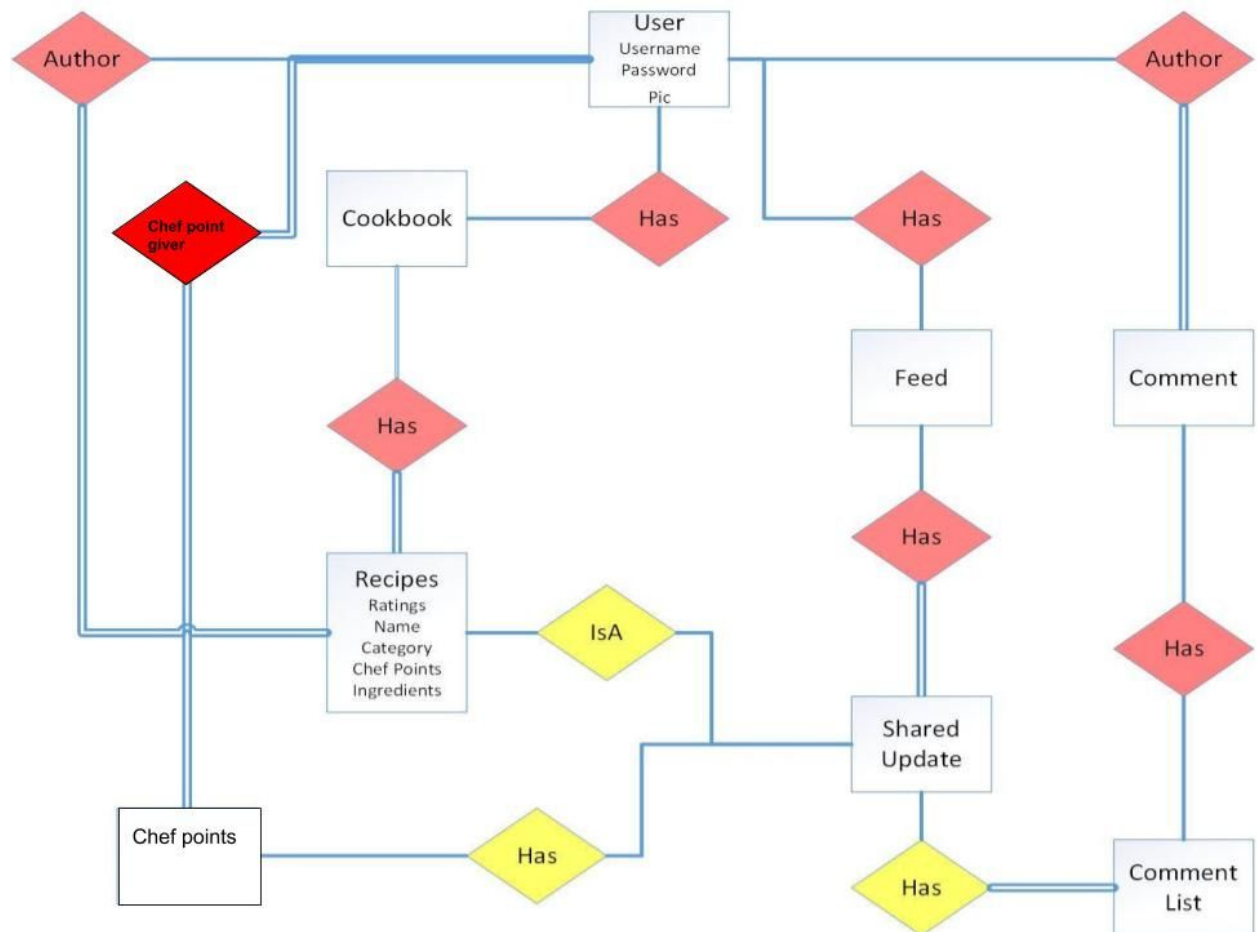 Author
User
Username
Password
Pic
Author
Chef point
giver
Cookbook
Has
Has
Feed
Comment
Has
Has
Recipes
Ratings
Name
Category
Chef Points
Ingredients
IsA
Has
Shared
Update
Chef points
Has
Has
Comment
List